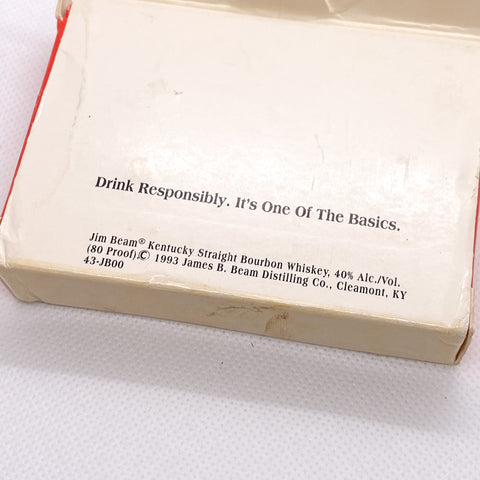 Drink Responsibly. It's One Of The Basics.
Jim Beam® Kentucky Straight Bourbon Whiskey, 40% Alc./Vol.
(80 Proof).© 1993 James B. Beam Distilling Co., Cleamont, KY
43-JB00